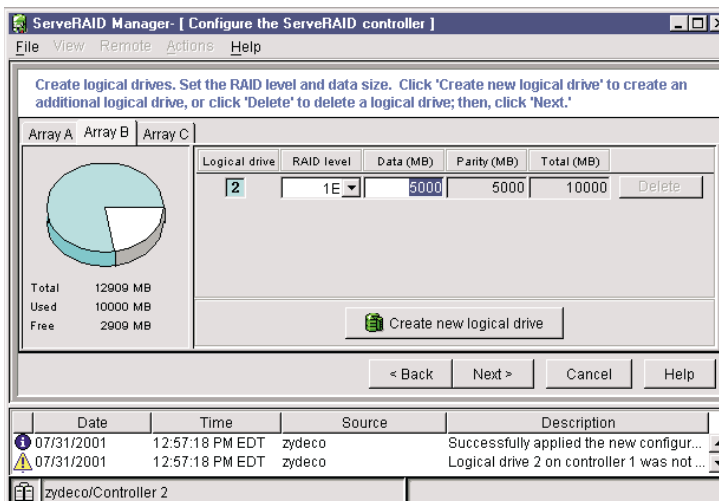 ServeRAID Manager- [ Configure the ServeRAID controller ]
File View Remote Actions Help
Create logical drives. Set the RAID level and data size. Click 'Create new logical drive' to create an
additional logical drive, or click 'Delete' to delete a logical drive; then, click 'Next.'
Array A Array B Array C
Logical drive RAID level Data (MB) Parity (MB) Total (MB)
2 1E 5000 5000 10000 Delete
Total 12909 MB
Used 10000 MB
Free 2909 MB
Create new logical drive
< Back Next > Cancel Help
Date Time Source Description
07/31/2001 12:57:18 PM EDT zydeco Successfully applied the new configur...
07/31/2001 12:57:18 PM EDT zydeco Logical drive 2 on controller 1 was not ...
zydeco/Controller 2